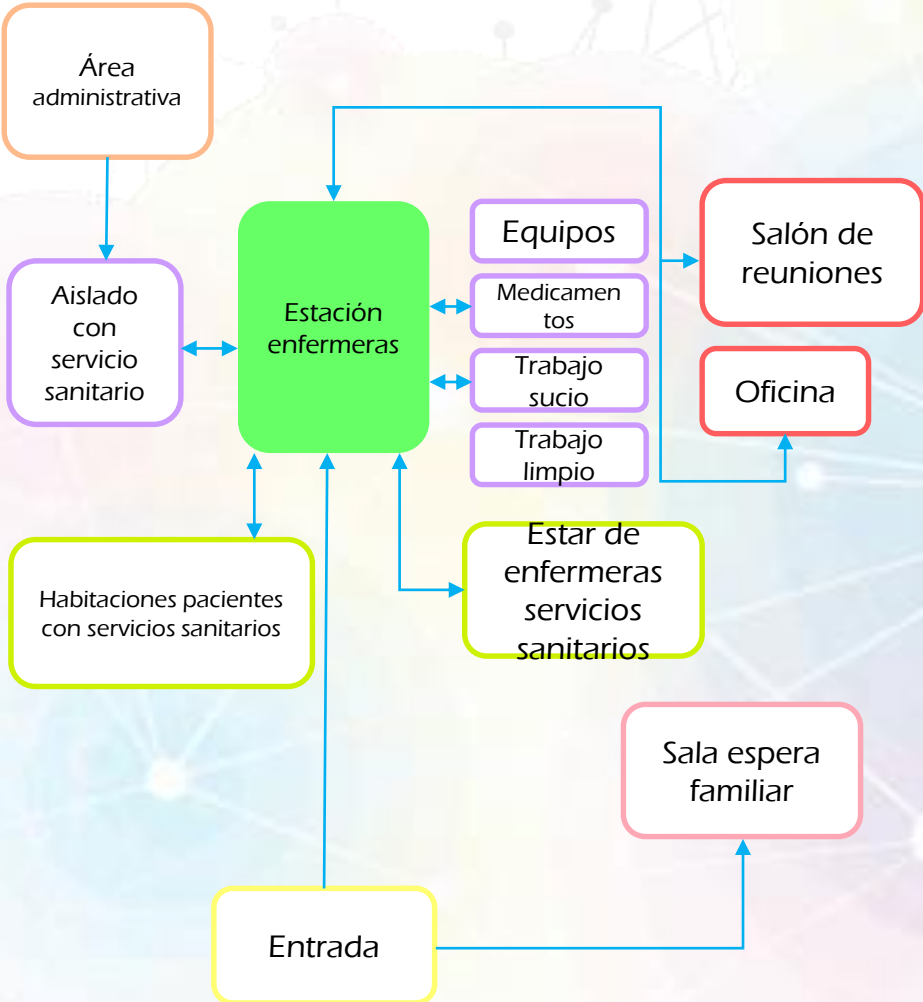 Área
administrativa
Equipos
Salón de
reuniones
Aislado
con
servicio
sanitario
Estación
enfermeras
Medicamen
tos
Trabajo
sucio
Oficina
Trabajo
limpio
Estar de
enfermeras
servicios
sanitarios
Habitaciones pacientes
con servicios sanitarios
Sala espera
familiar
Entrada